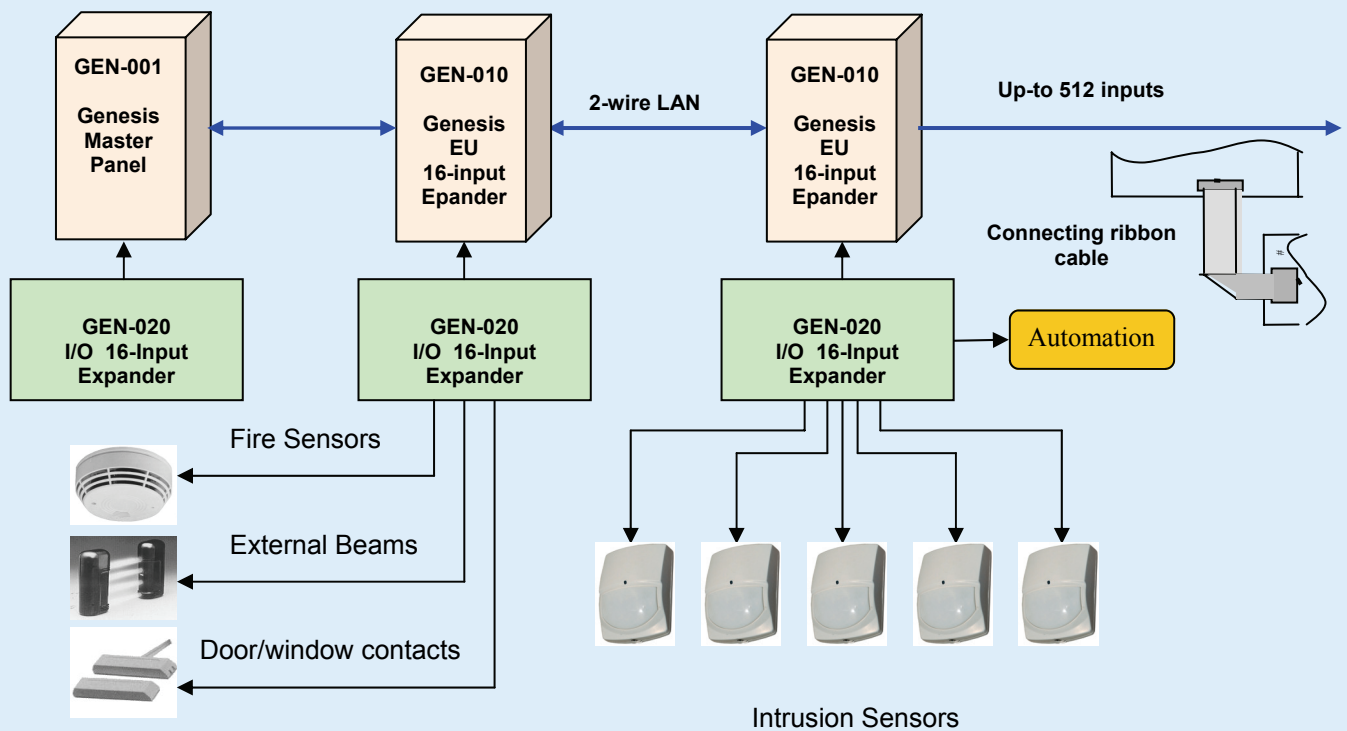 GEN-001
Genesis
Master
Panel
GEN-010
Genesis
EU
16-input
Epander
2-wire LAN
GEN-010
Genesis
EU
16-input
Epander
Up-to 512 inputs
Connecting ribbon
cable
#
GEN-020
I/O 16-Input
Expander
GEN-020
I/O 16-Input
Expander
GEN-020
I/O 16-Input
Expander
Automation
Fire Sensors
External Beams
Door/window contacts
Intrusion Sensors